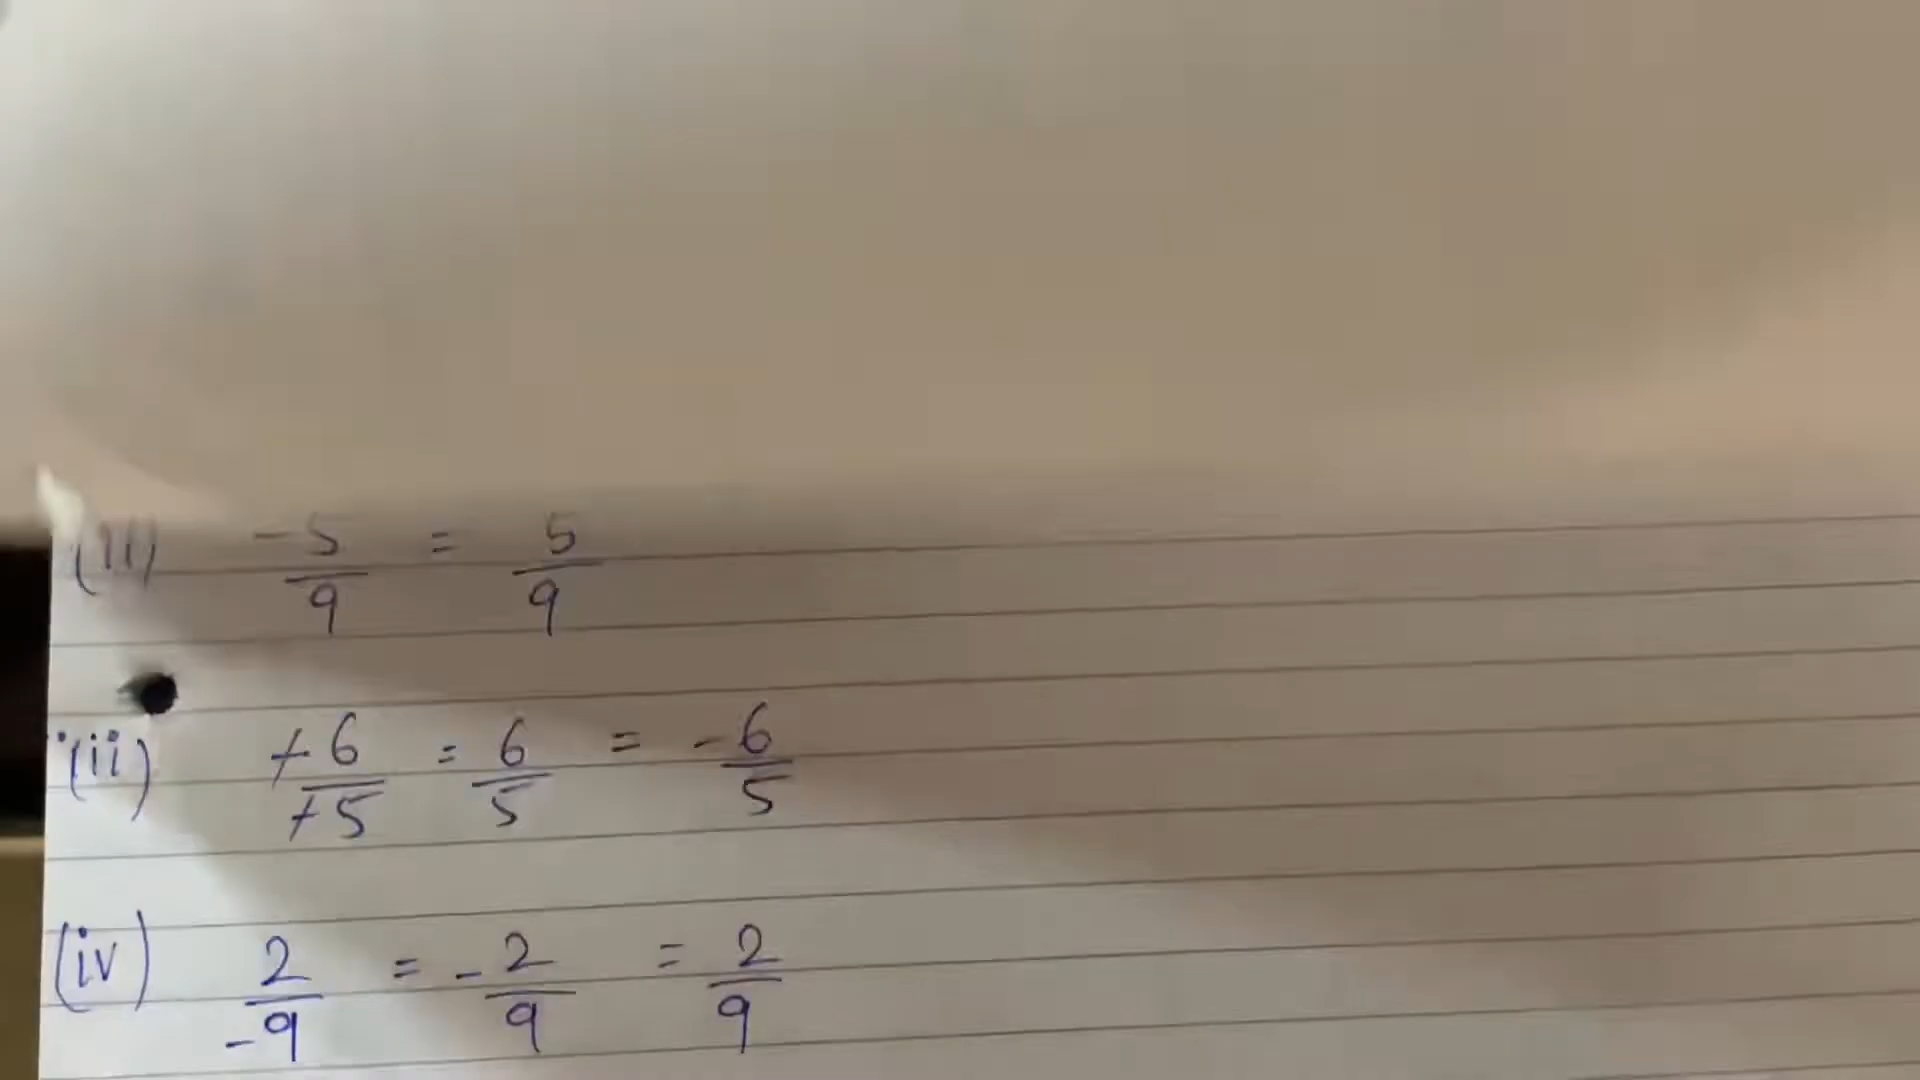 (ii) -5/9 = 5/9
(iii) +6/+5 = 6/5 = -6/5
(iv) 2/-9 = -2/9 = 2/9